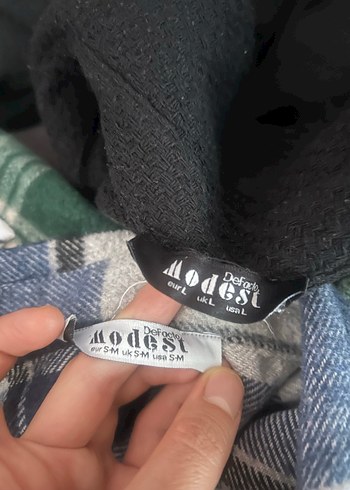 DeFacto
Modest
eur L uk L usa L
DeFacto
Modest
eur S-M uk S-M usa S-M